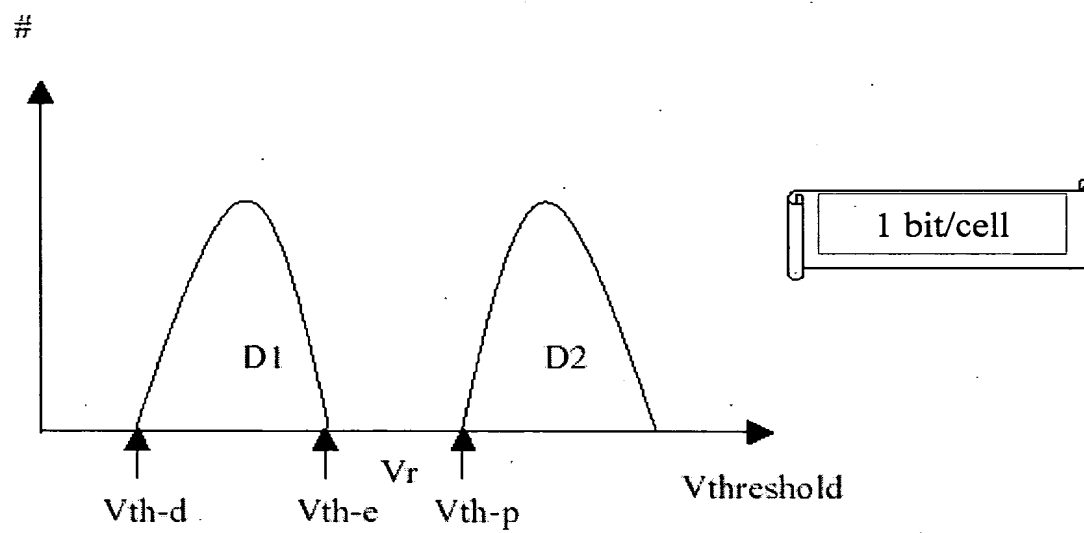 #
1 bit/cell
D1
D2
Vr
Vthreshold
Vth-d
Vth-e
Vth-p